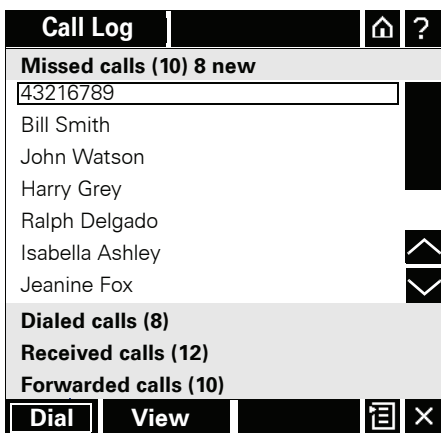 Call Log ?
Missed calls (10) 8 new
43216789
Bill Smith
John Watson
Harry Grey
Ralph Delgado
Isabella Ashley
Jeanine Fox
Dialed calls (8)
Received calls (12)
Forwarded calls (10)
Dial View